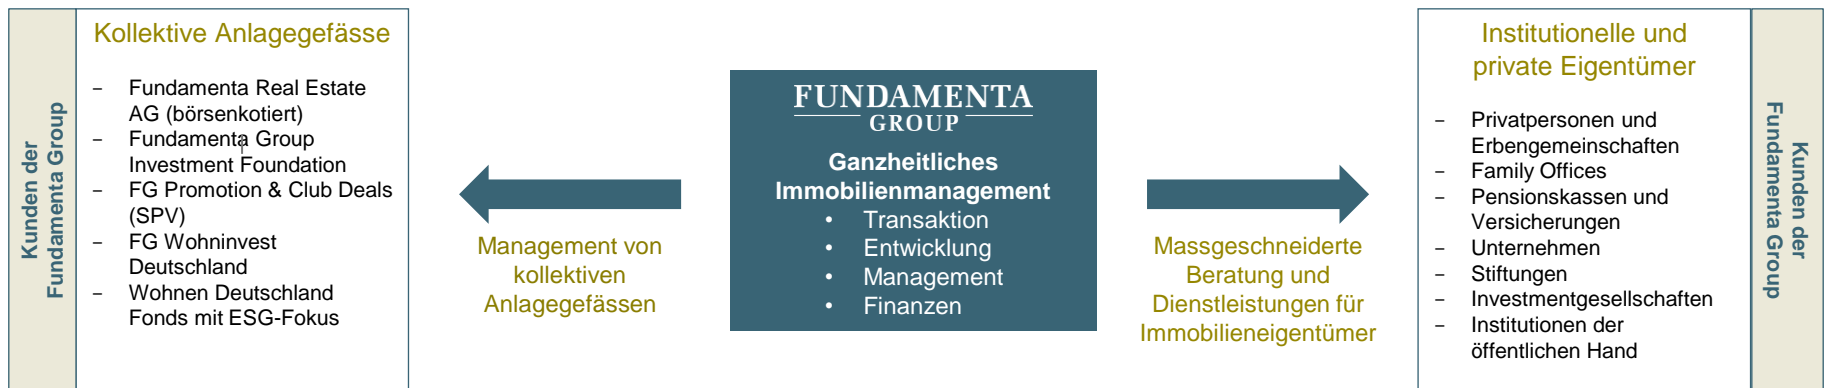 Kunden der
Fundamenta Group
Kollektive Anlagegefässe
– Fundamenta Real Estate
AG (börsenkotiert)
– Fundamenta Group
Investment Foundation
– FG Promotion & Club Deals
(SPV)
– FG Wohninvest
Deutschland
– Wohnen Deutschland
Fonds mit ESG-Fokus
Management von
kollektiven
Anlagegefässen
FUNDAMENTA
GROUP
Ganzheitliches
Immobilienmanagement
• Transaktion
• Entwicklung
• Management
• Finanzen
Massgeschneiderte
Beratung und
Dienstleistungen für
Immobilieneigentümer
Institutionelle und
private Eigentümer
– Privatpersonen und
Erbengemeinschaften
– Family Offices
– Pensionskassen und
Versicherungen
– Unternehmen
– Stiftungen
– Investmentgesellschaften
– Institutionen der
öffentlichen Hand
Kunden der
Fundamenta Group